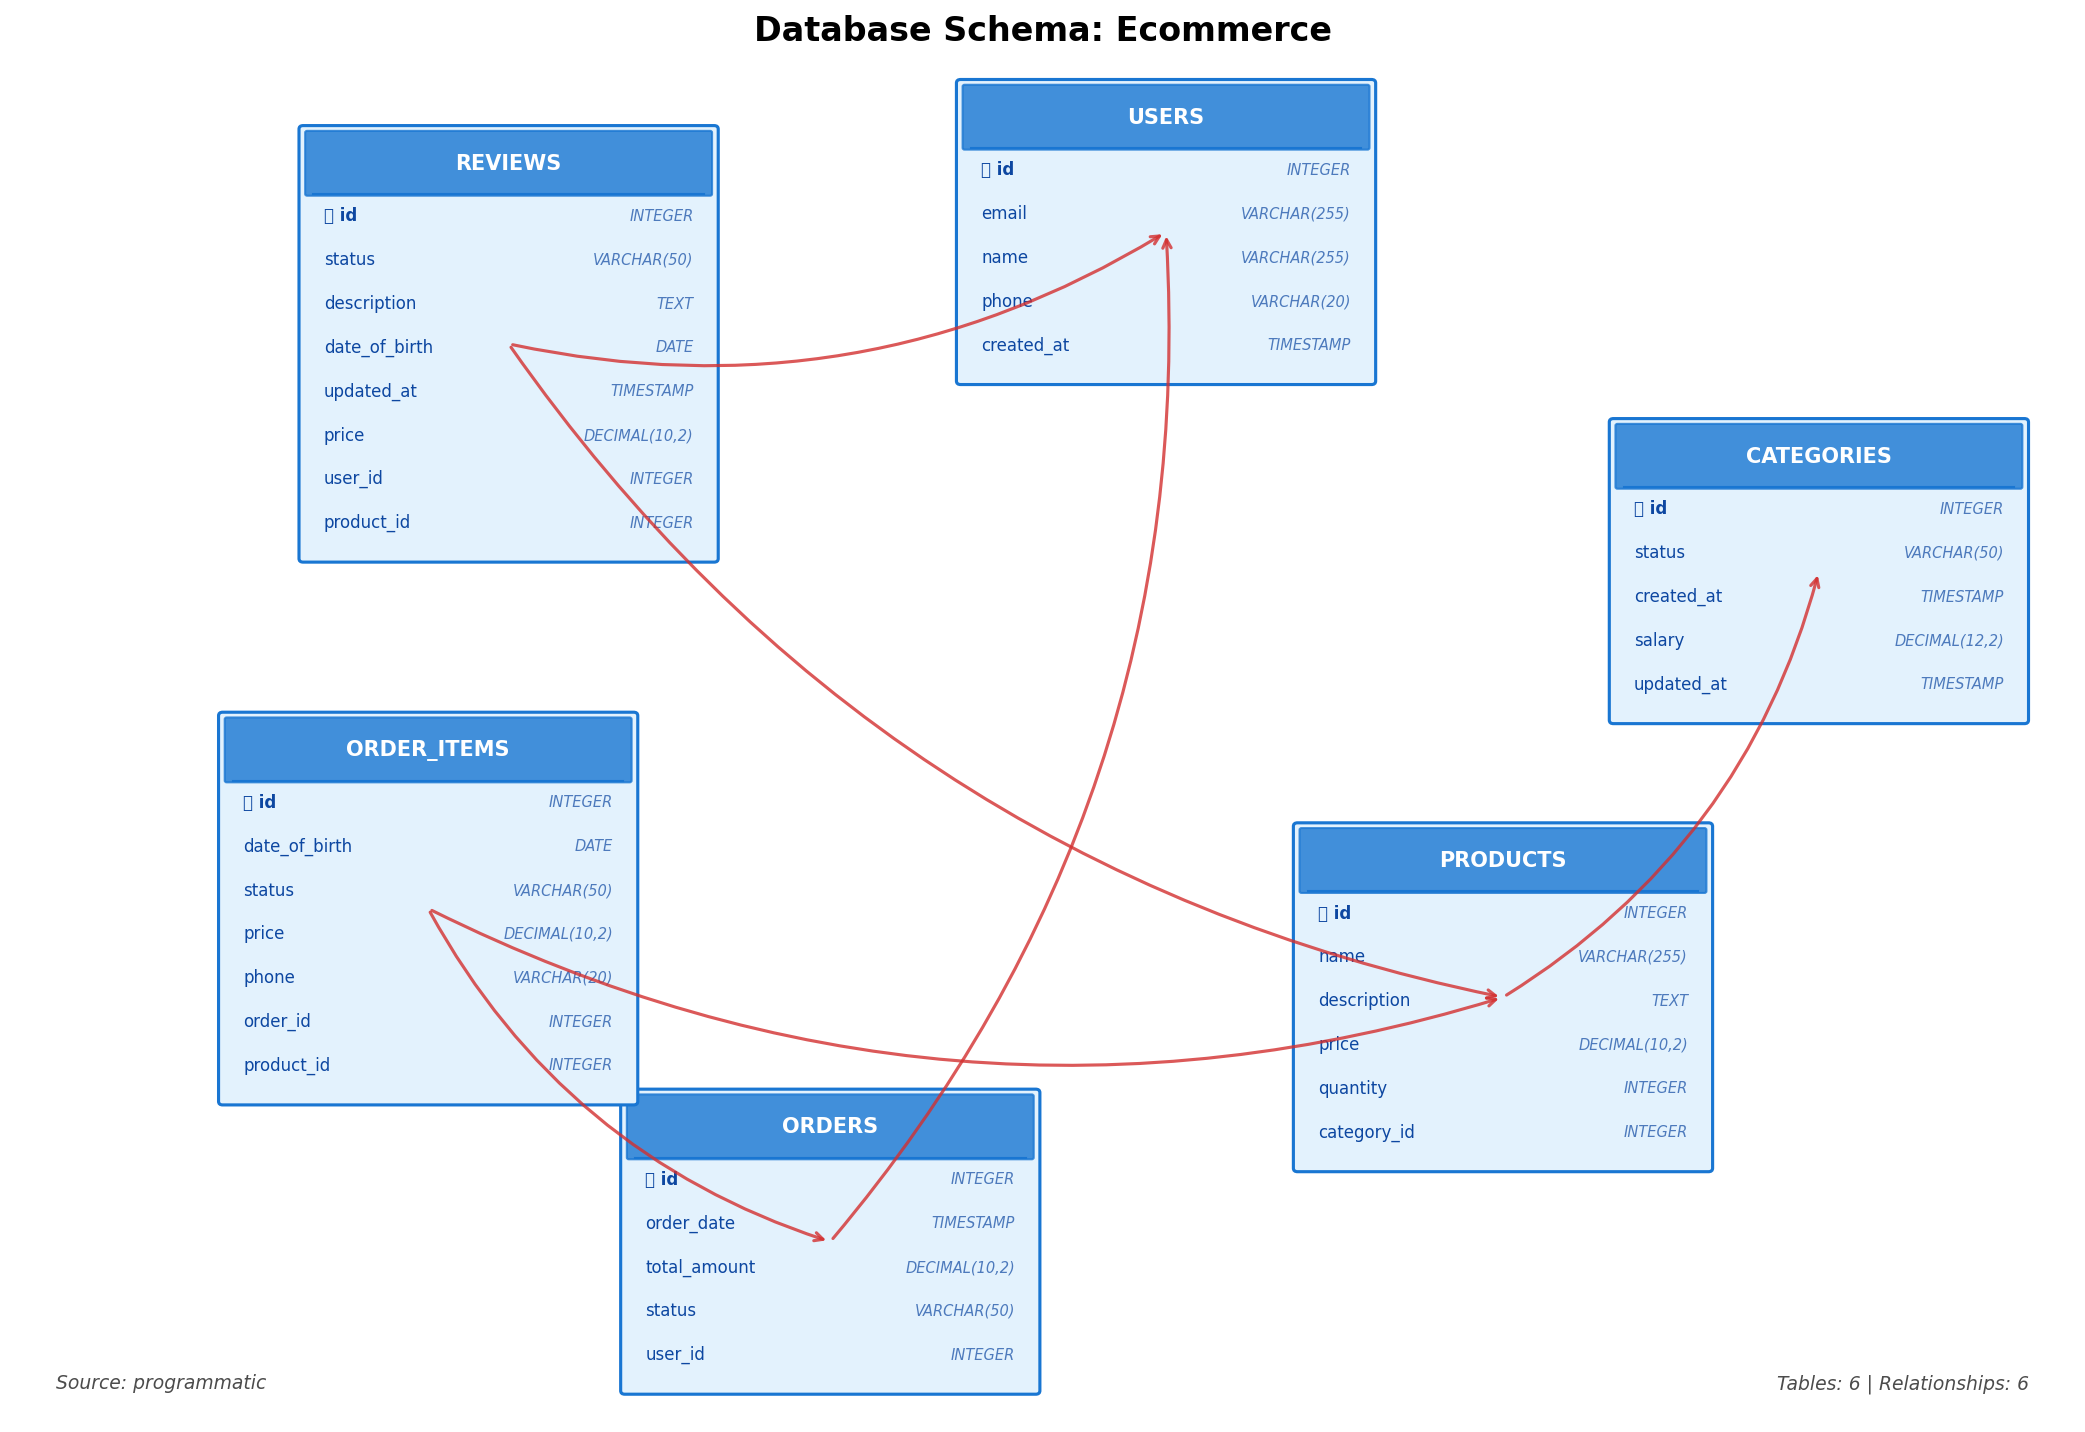 Database Schema: Ecommerce
USERS
id INTEGER
email VARCHAR(255)
name VARCHAR(255)
phone VARCHAR(20)
created_at TIMESTAMP
REVIEWS
id INTEGER
status VARCHAR(50)
description TEXT
date_of_birth DATE
updated_at TIMESTAMP
price DECIMAL(10,2)
user_id INTEGER
product_id INTEGER
CATEGORIES
id INTEGER
status VARCHAR(50)
created_at TIMESTAMP
salary DECIMAL(12,2)
updated_at TIMESTAMP
ORDER_ITEMS
id INTEGER
date_of_birth DATE
status VARCHAR(50)
price DECIMAL(10,2)
phone VARCHAR(20)
order_id INTEGER
product_id INTEGER
PRODUCTS
id INTEGER
name VARCHAR(255)
description TEXT
price DECIMAL(10,2)
quantity INTEGER
category_id INTEGER
ORDERS
id INTEGER
order_date TIMESTAMP
total_amount DECIMAL(10,2)
status VARCHAR(50)
user_id INTEGER
Source: programmatic
Tables: 6 | Relationships: 6